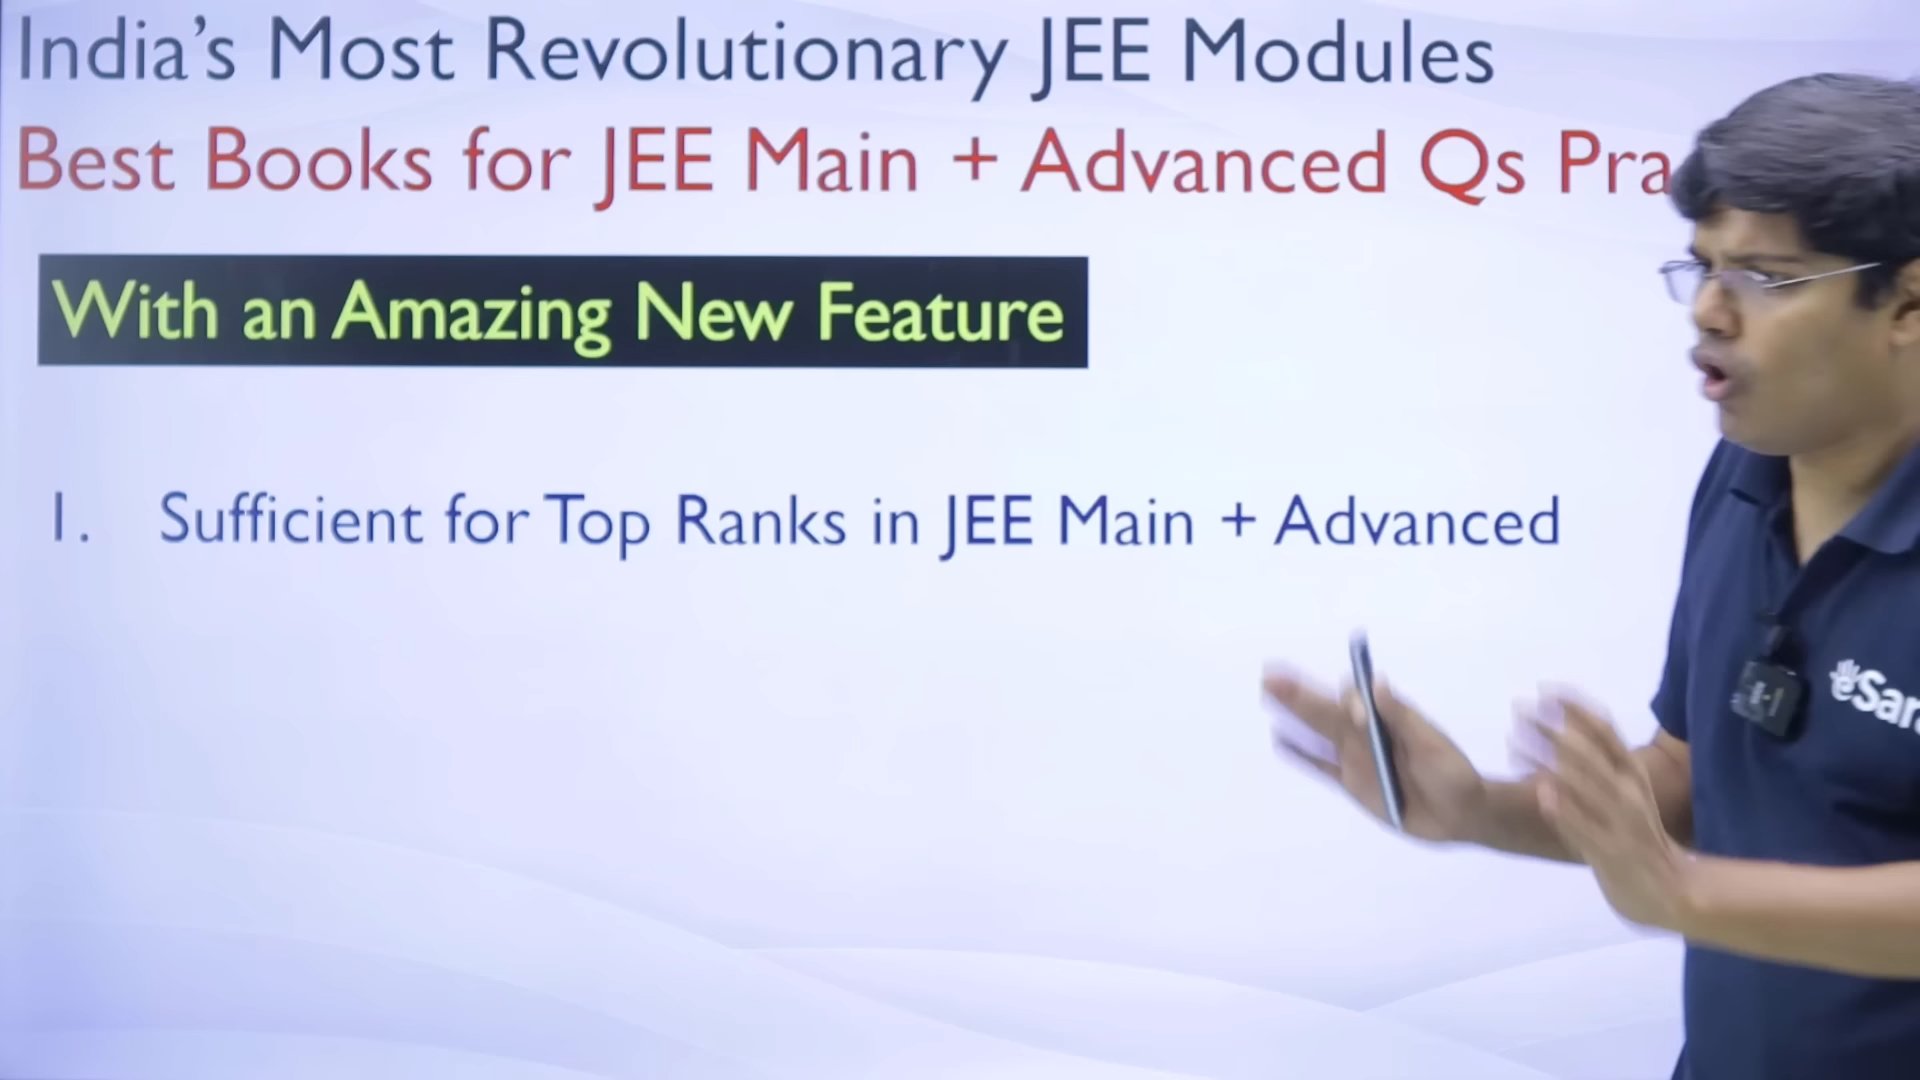 India's Most Revolutionary JEE Modules
Best Books for JEE Main + Advanced Qs Pra
With an Amazing New Feature
1. Sufficient for Top Ranks in JEE Main + Advanced
eSar